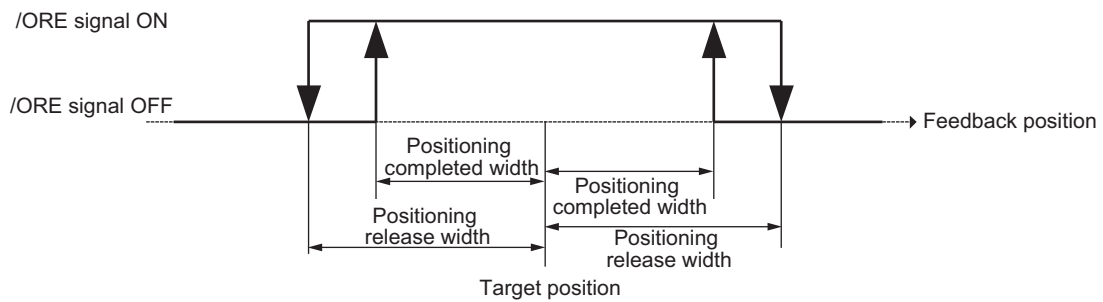 /ORE signal ON
/ORE signal OFF
Feedback position
Positioning
completed width
Positioning
completed width
Positioning
release width
Positioning
release width
Target position